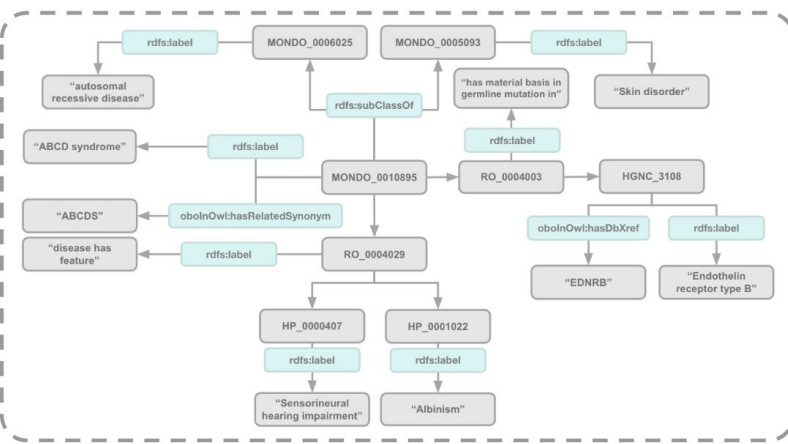 rdfs:label
MONDO_0006025
MONDO_0005093
rdfs:label
“autosomal
recessive disease”
“has material basis in
germline mutation in”
“Skin disorder”
rdfs:subClassOf
“ABCD syndrome”
rdfs:label
rdfs:label
MONDO_0010895
RO_0004003
HGNC_3108
“ABCDS”
oboInOwl:hasRelatedSynonym
oboInOwl:hasDbXref
rdfs:label
“disease has
feature”
rdfs:label
RO_0004029
“EDNRB”
“Endothelin
receptor type B”
HP_0000407
HP_0001022
rdfs:label
rdfs:label
“Sensorineural
hearing impairment”
“Albinism”